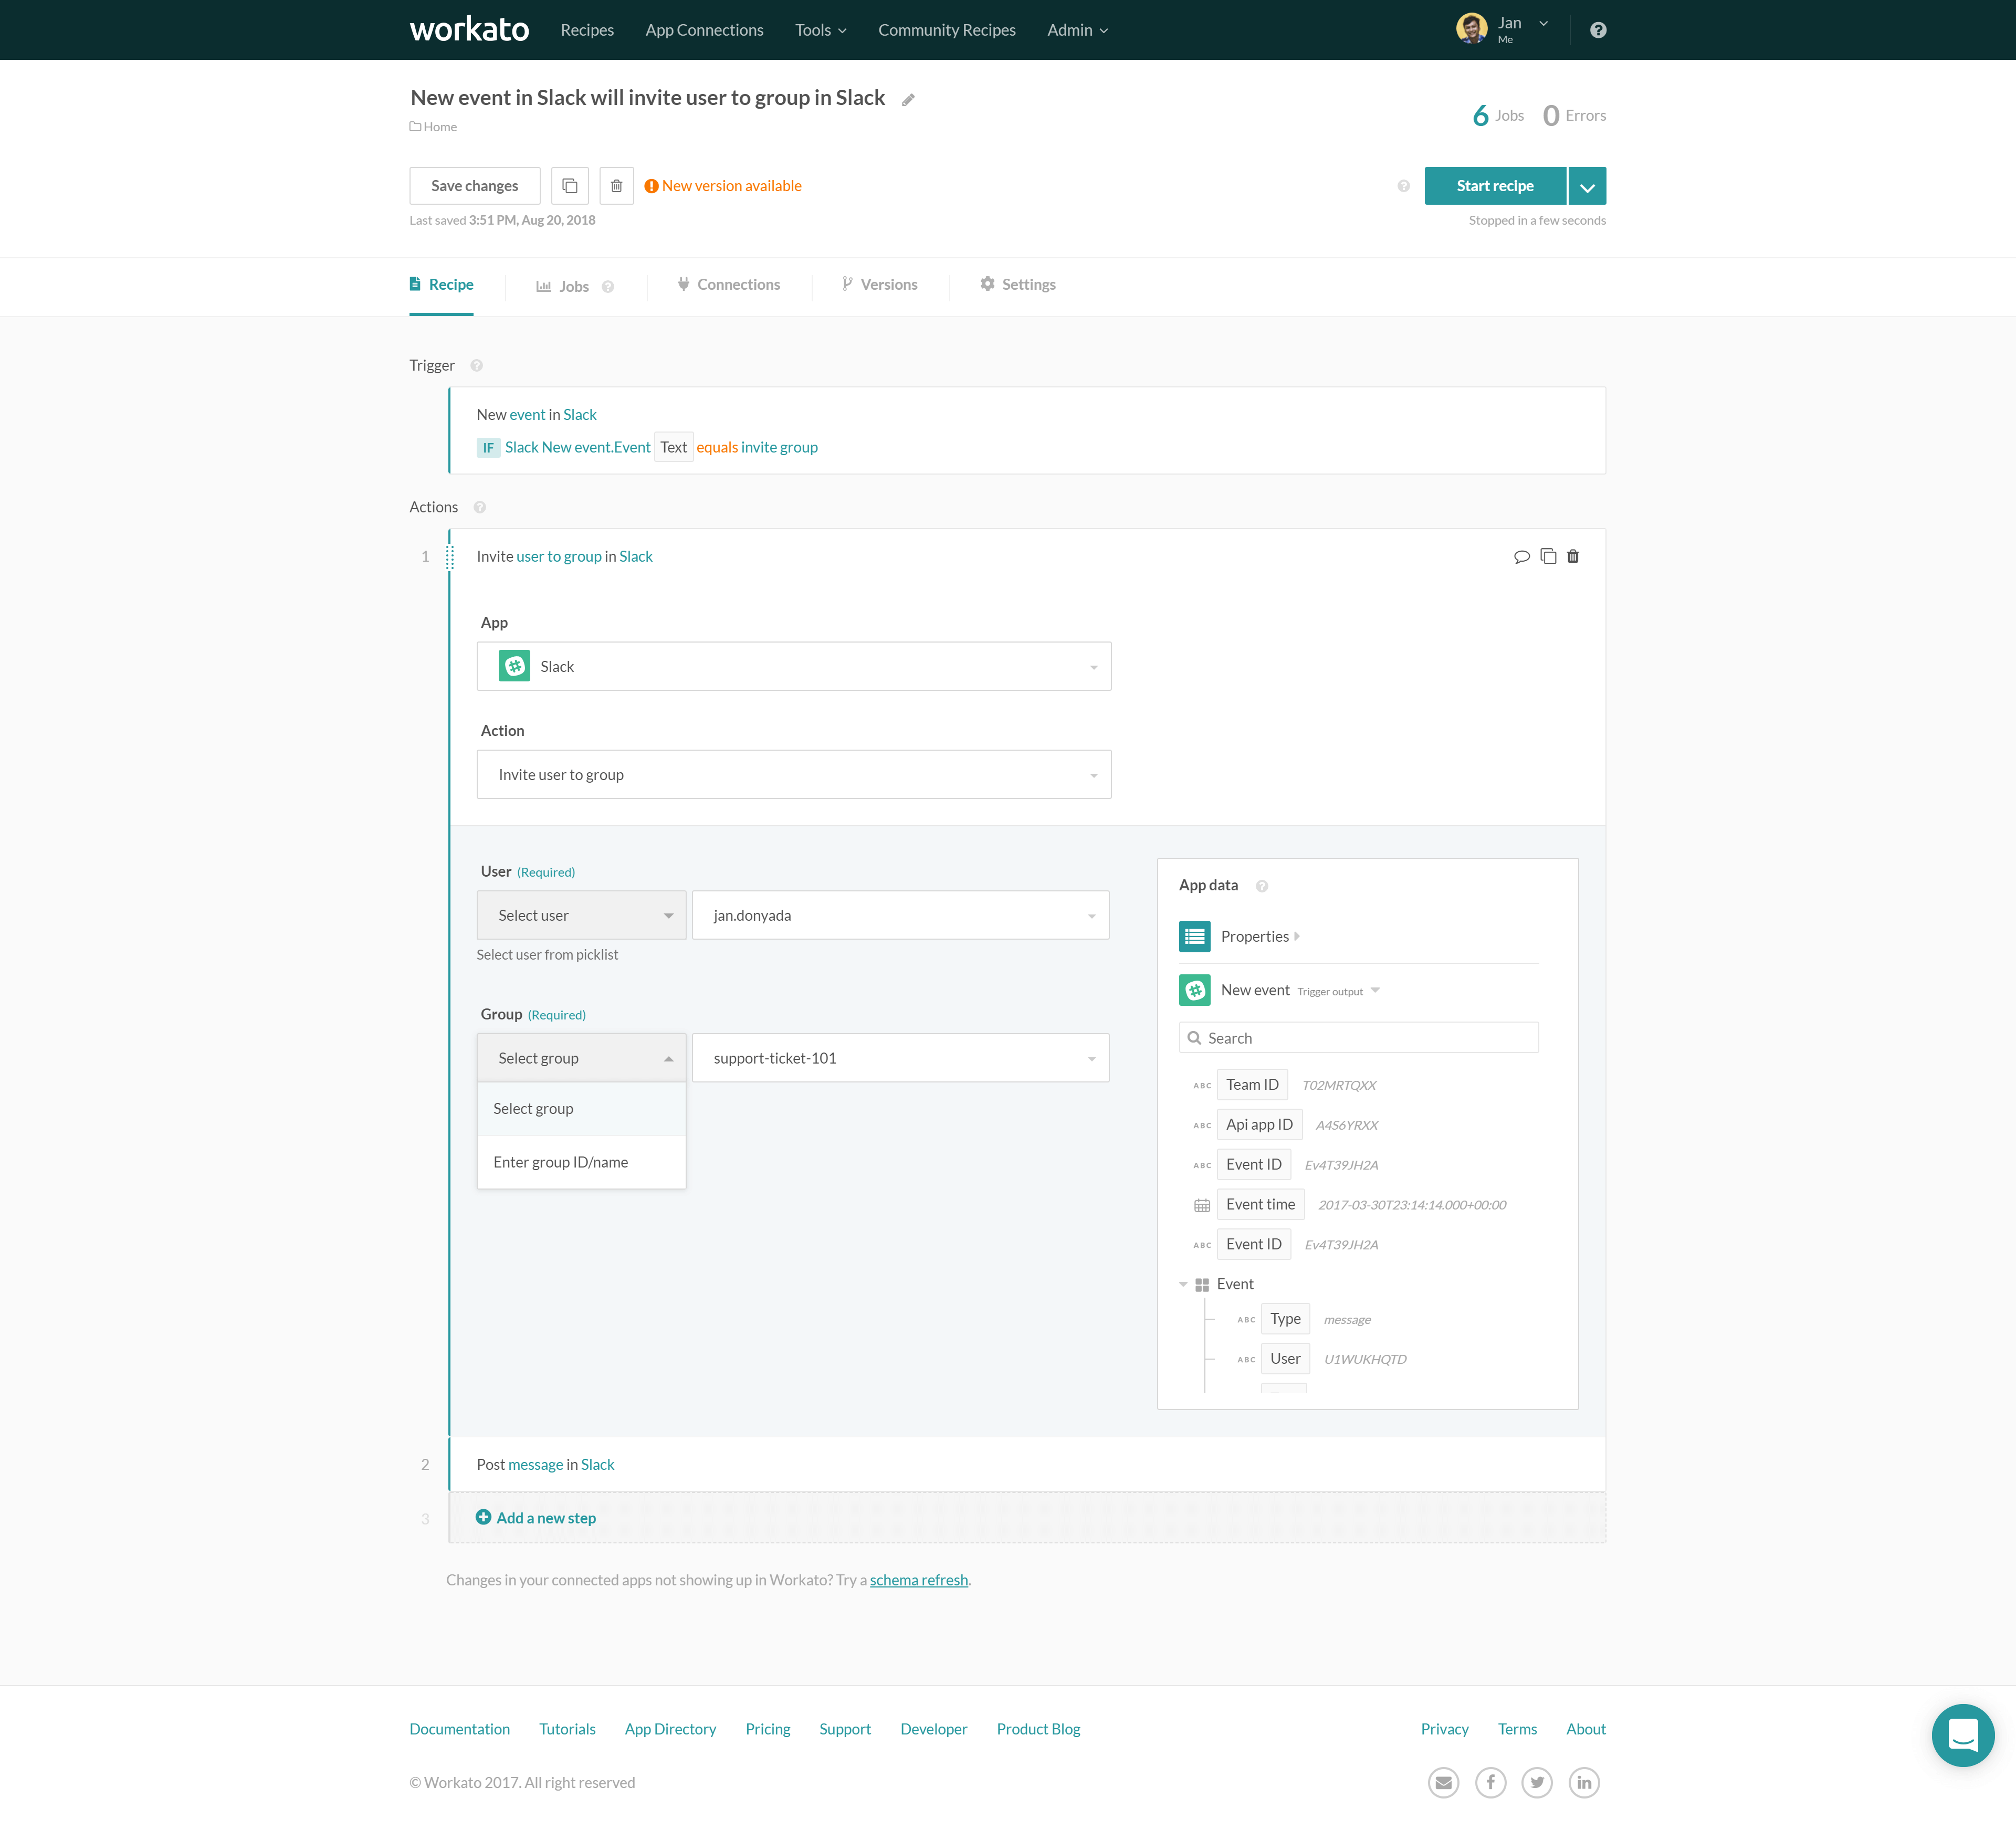 workato Recipes App Connections Tools Community Recipes Admin Jan
Me
New event in Slack will invite user to group in Slack
Home
6 Jobs 0 Errors
Save changes New version available Start recipe
Last saved 3:51 PM, Aug 20, 2018 Stopped in a few seconds
Recipe Jobs Connections Versions Settings
Trigger
New event in Slack
IF Slack New event.Event Text equals invite group
Actions
1 Invite user to group in Slack
App
Slack
Action
Invite user to group
User (Required)
Select user jan.donyada
Select user from picklist
Group (Required)
Select group support-ticket-101
Select group
Enter group ID/name
App data
Properties
New event Trigger output
Search
ABC Team ID T02MRTQXX
ABC Api app ID A4S6YRXX
ABC Event ID Ev4T39JH2A
Event time 2017-03-30T23:14:14.000+00:00
ABC Event ID Ev4T39JH2A
Event
ABC Type message
ABC User U1WUKHQTD
2 Post message in Slack
3 Add a new step
Changes in your connected apps not showing up in Workato? Try a schema refresh.
Documentation Tutorials App Directory Pricing Support Developer Product Blog Privacy Terms About
© Workato 2017. All right reserved